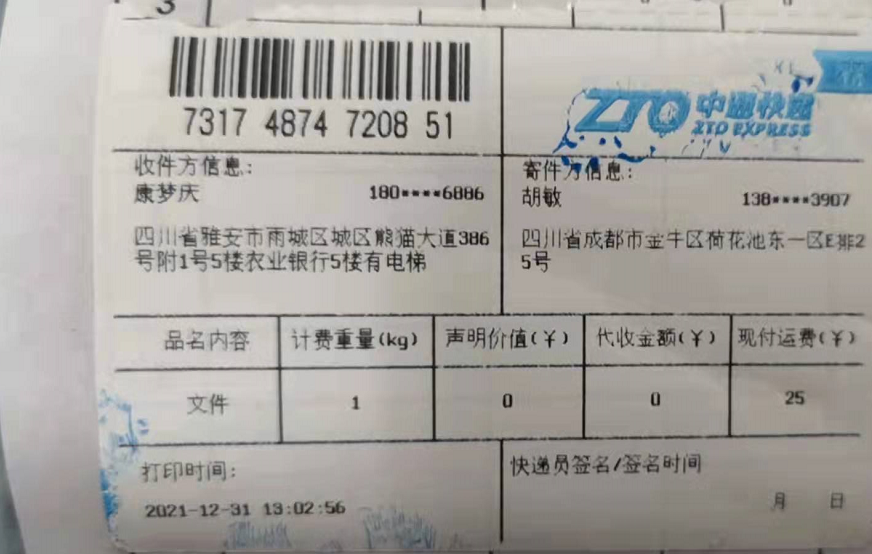 3
7317 4874 7208 51
ZTO 中通快递
ZTO EXPRESS
收件方信息:
康梦庆 180****6886
四川省雅安市雨城区城区熊猫大道386
号附1号5楼农业银行5楼有电梯
寄件方信息:
胡敏 138****3907
四川省成都市金牛区荷花池东一区E排2
5号
品名内容 计费重量(kg) 声明价值(¥) 代收金额(¥) 现付运费(¥)
文件 1 0 0 25
打印时间:
2021-12-31 13:02:56
快递员签名/签名时间
月 日